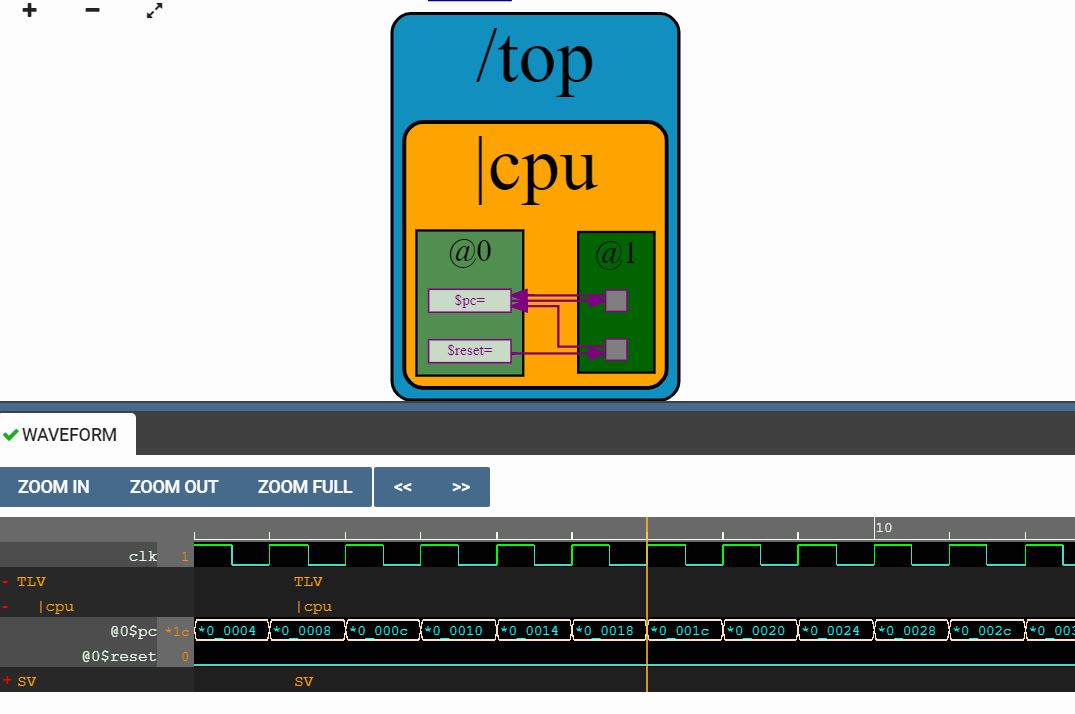 /top
|cpu
@0
@1
$pc=
$reset=
WAVEFORM
ZOOM IN ZOOM OUT ZOOM FULL << >>
10
clk 1
- TLV TLV
- |cpu |cpu
@0$pc *1c *0_0004 *0_0008 *0_000c *0_0010 *0_0014 *0_0018 *0_001c *0_0020 *0_0024 *0_0028 *0_002c *0_003
@0$reset 0
+ SV SV